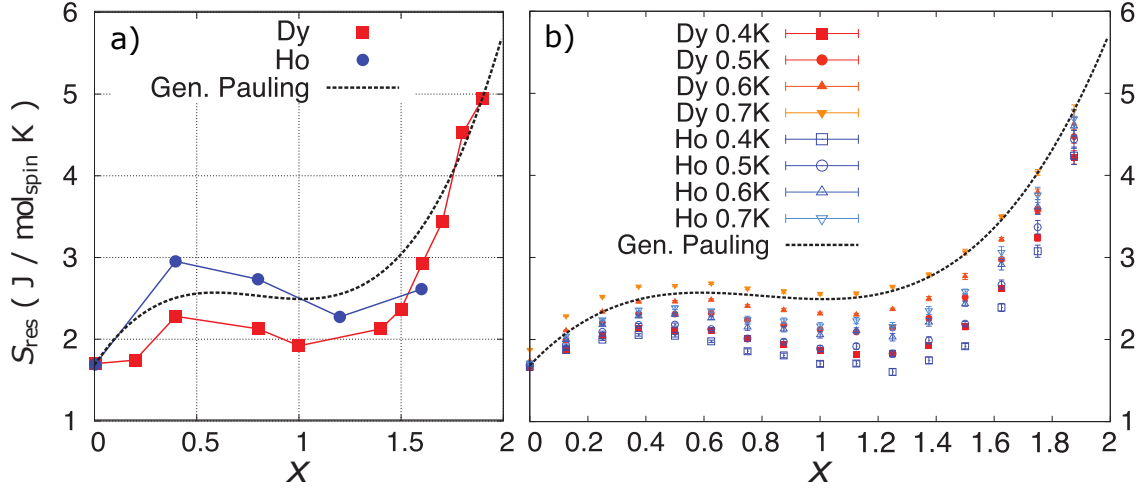 a)
Dy
Ho
Gen. Pauling
S_res ( J / mol_spin K )
6
5
4
3
2
1
0 0.5 1 1.5 2
x
b)
Dy 0.4K
Dy 0.5K
Dy 0.6K
Dy 0.7K
Ho 0.4K
Ho 0.5K
Ho 0.6K
Ho 0.7K
Gen. Pauling
6
5
4
3
2
1
0 0.2 0.4 0.6 0.8 1 1.2 1.4 1.6 1.8 2
x